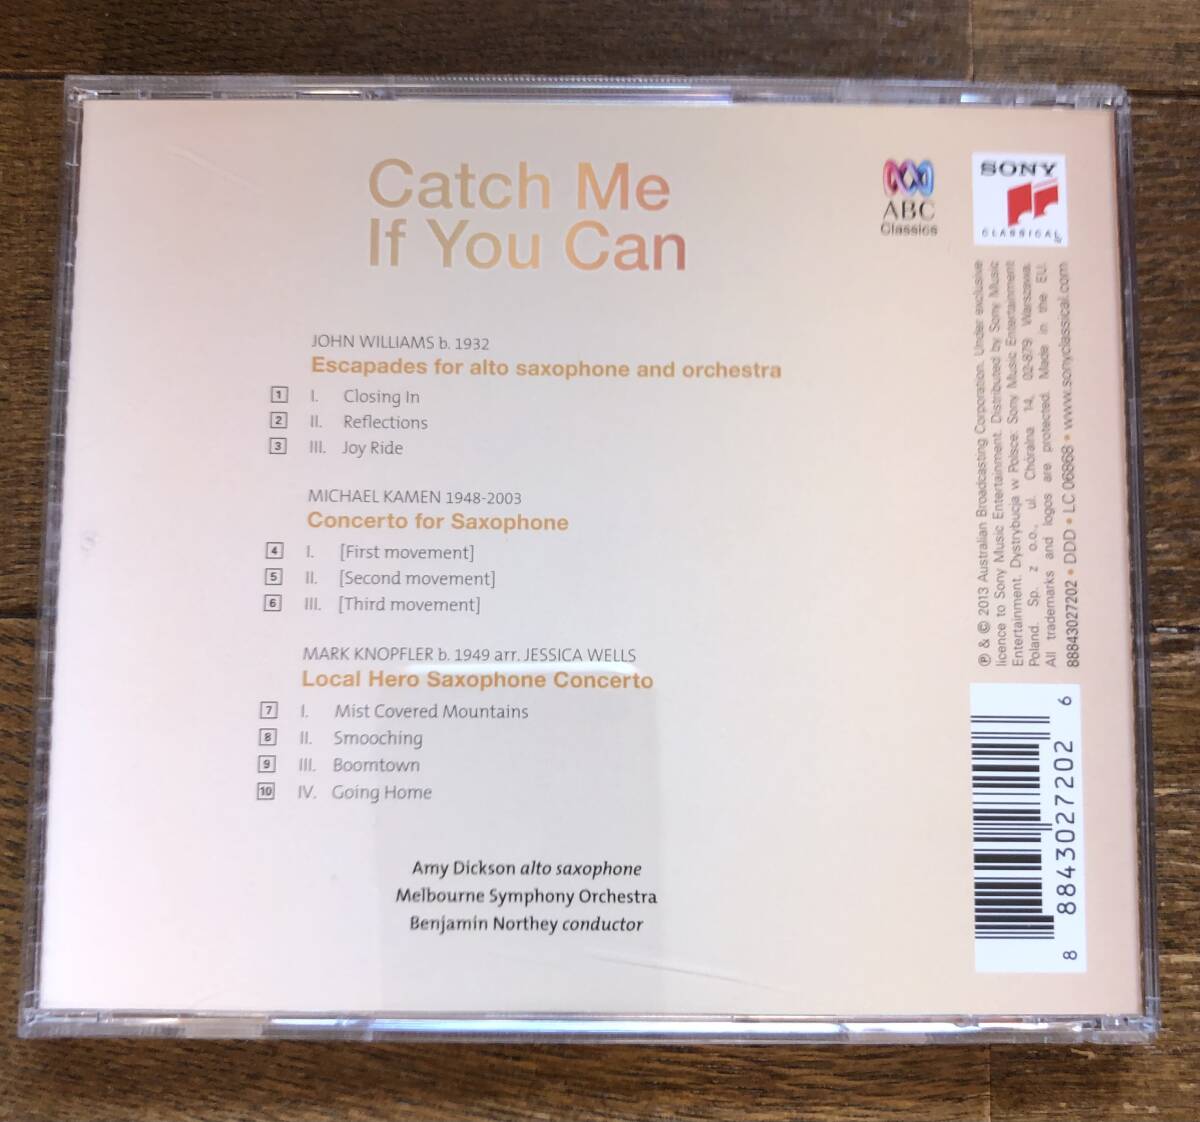 Catch Me
If You Can
JOHN WILLIAMS b. 1932
Escapades for alto saxophone and orchestra
1 I. Closing In
2 II. Reflections
3 III. Joy Ride
MICHAEL KAMEN 1948-2003
Concerto for Saxophone
4 I. [First movement]
5 II. [Second movement]
6 III. [Third movement]
MARK KNOPFLER b. 1949 arr. JESSICA WELLS
Local Hero Saxophone Concerto
7 I. Mist Covered Mountains
8 II. Smooching
9 III. Boomtown
10 IV. Going Home
Amy Dickson alto saxophone
Melbourne Symphony Orchestra
Benjamin Northey conductor
ABC
Classics
SONY
CLASSICAL
℗ & © 2013 Australian Broadcasting Corporation. Under exclusive
licence to Sony Music Entertainment. Distributed by Sony Music
Entertainment. Dystrybucja w Polsce: Sony Music Entertainment
Poland. Sp. z o.o., ul. Chóralna 14, 02-879 Warszawa.
All trademarks and logos are protected. Made in the EU.
88843027202 • DDD • LC 06868 • www.sonyclassical.com
8 88430 27202 6